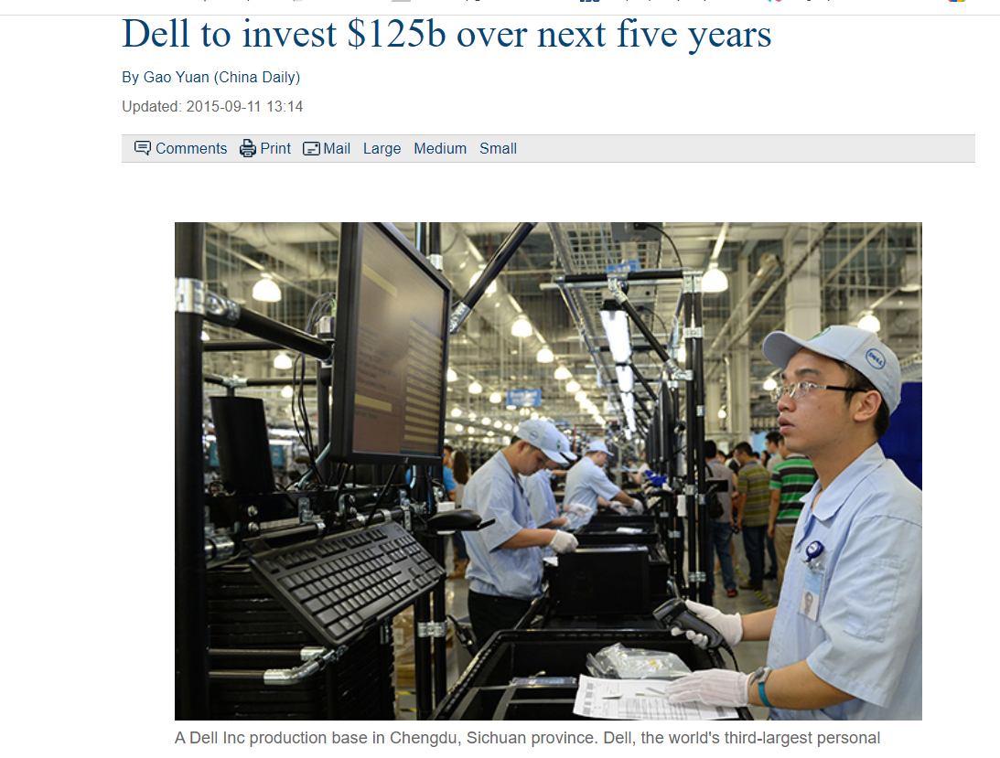 Dell to invest $125b over next five years
By Gao Yuan (China Daily)
Updated: 2015-09-11 13:14
Comments Print Mail Large Medium Small
DELL
A Dell Inc production base in Chengdu, Sichuan province. Dell, the world's third-largest personal